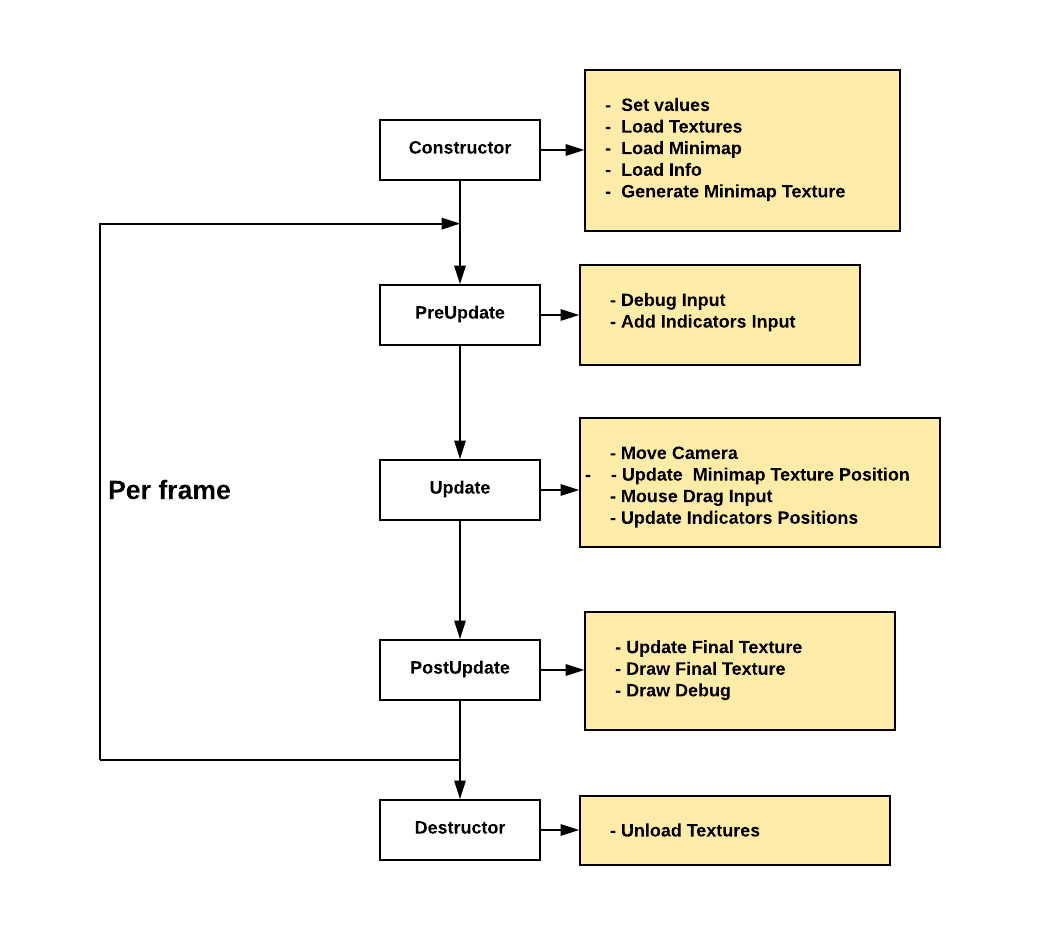 Constructor
- Set values
- Load Textures
- Load Minimap
- Load Info
- Generate Minimap Texture
PreUpdate
- Debug Input
- Add Indicators Input
Per frame
Update
- Move Camera
- - Update Minimap Texture Position
- Mouse Drag Input
- Update Indicators Positions
PostUpdate
- Update Final Texture
- Draw Final Texture
- Draw Debug
Destructor
- Unload Textures